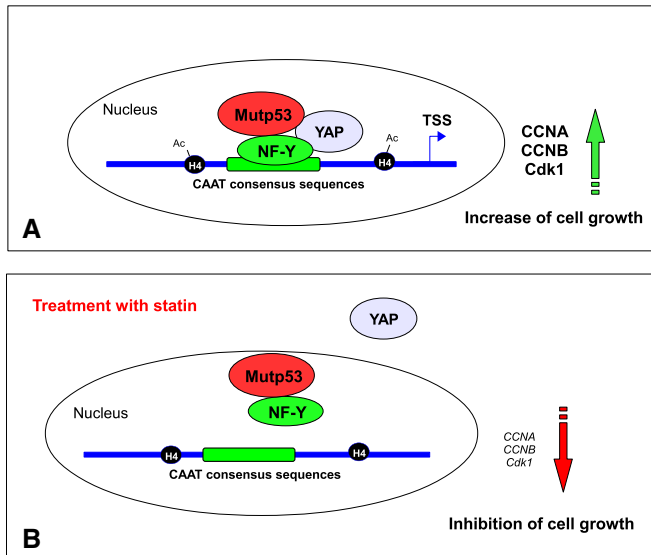 Nucleus
Mutp53
YAP
NF-Y
TSS
Ac
H4
Ac
H4
CAAT consensus sequences
CCNA
CCNB
Cdk1
Increase of cell growth
A
Treatment with statin
YAP
Mutp53
NF-Y
Nucleus
H4
H4
CAAT consensus sequences
CCNA
CCNB
Cdk1
Inhibition of cell growth
B